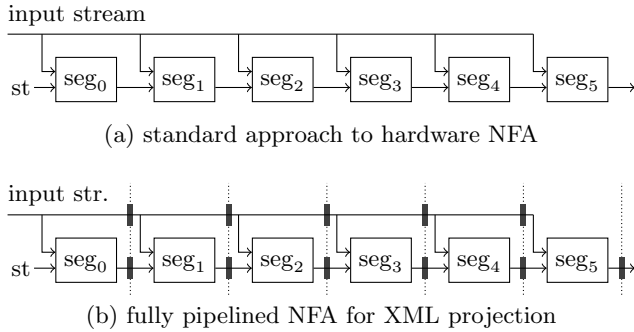 input stream
st seg₀ seg₁ seg₂ seg₃ seg₄ seg₅
(a) standard approach to hardware NFA
input str.
st seg₀ seg₁ seg₂ seg₃ seg₄ seg₅
(b) fully pipelined NFA for XML projection